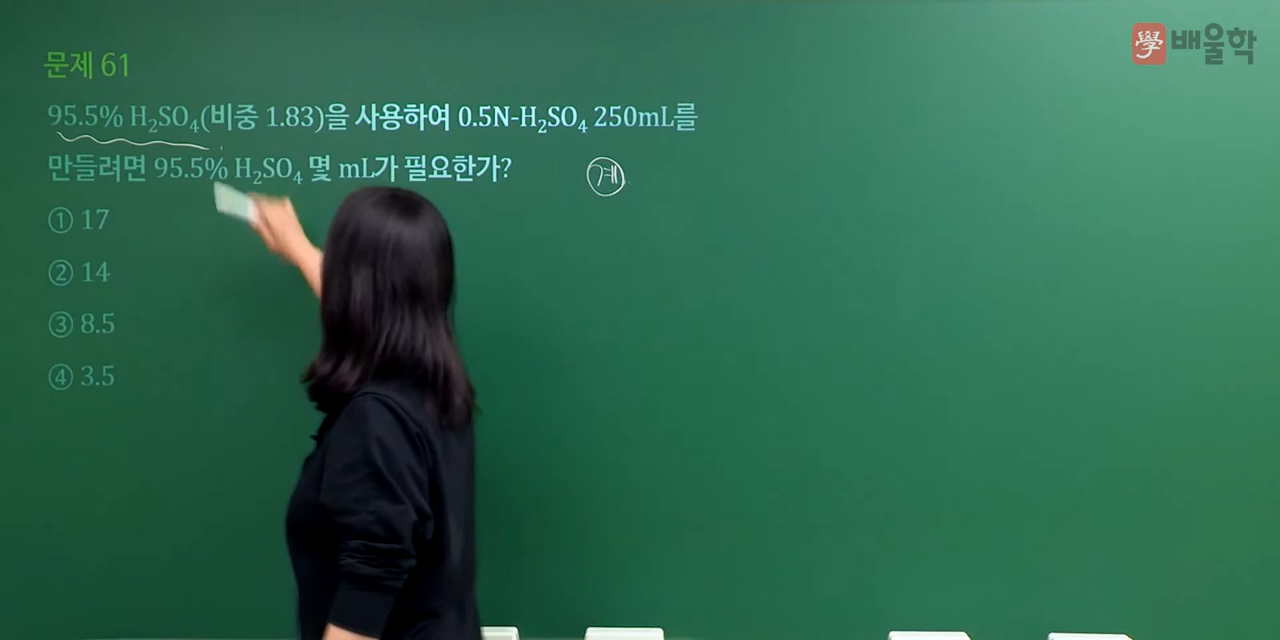 學 배울학
문제 61
95.5% H₂SO₄(비중 1.83)을 사용하여 0.5N-H₂SO₄ 250mL를
만들려면 95.5% H₂SO₄ 몇 mL가 필요한가?
계
① 17
② 14
③ 8.5
④ 3.5